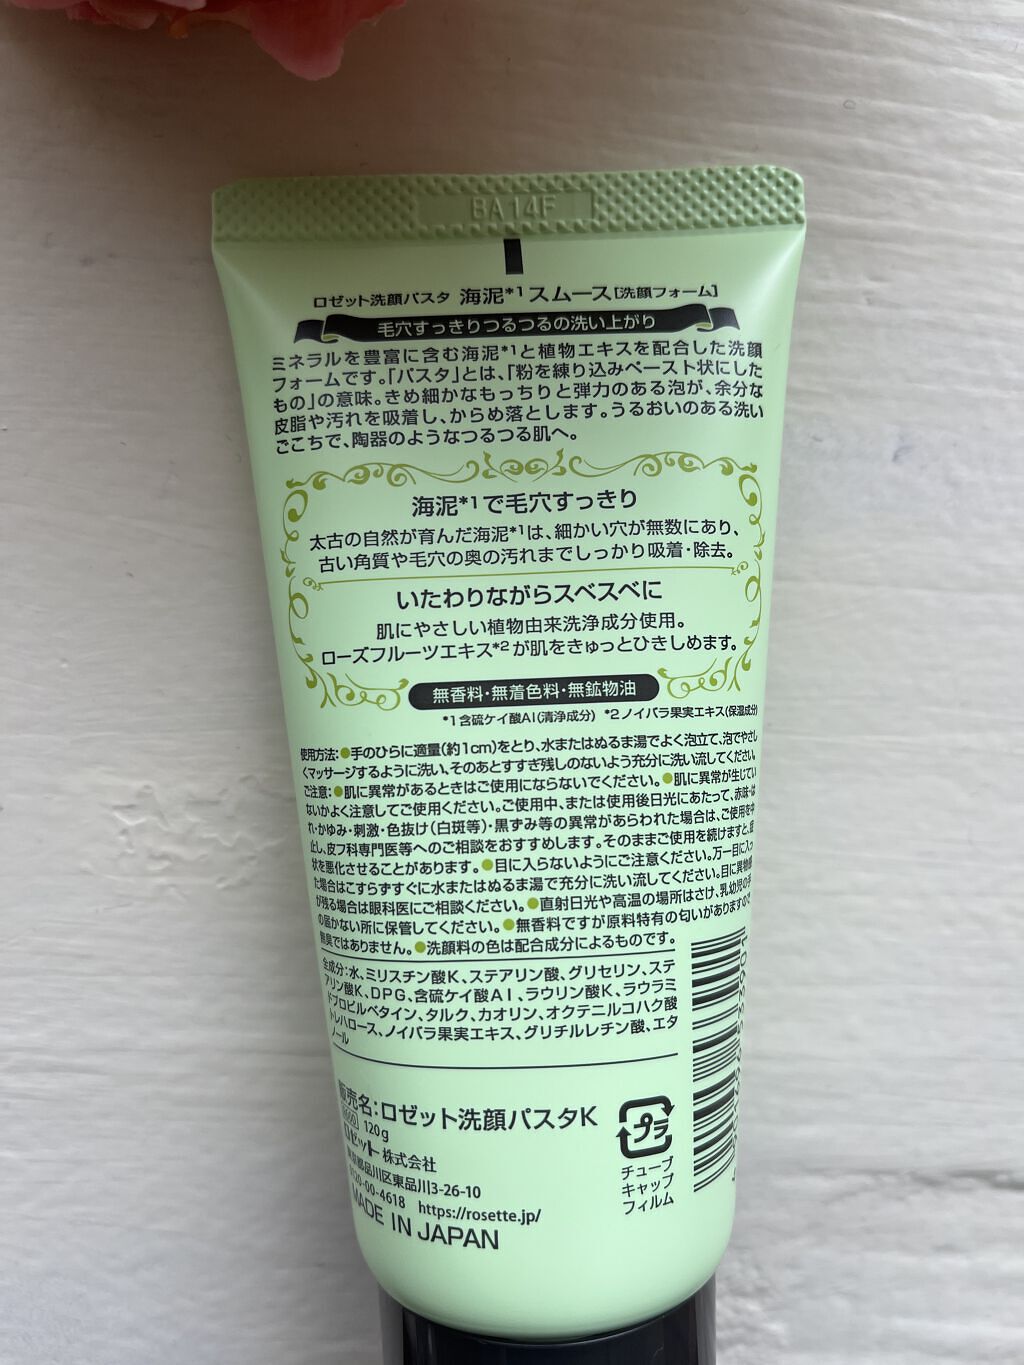 BA14F
ロゼット洗顔パスタ 海泥*1スムース[洗顔フォーム]
毛穴すっきりつるつるの洗い上がり
ミネラルを豊富に含む海泥*1と植物エキスを配合した洗顔
フォームです。「パスタ」とは、「粉を練り込みペースト状にした
もの」の意味。きめ細かなもっちりと弾力のある泡が、余分な
皮脂や汚れを吸着し、からめ落とします。うるおいのある洗い
ごこちで、陶器のようなつるつる肌へ。
海泥*1で毛穴すっきり
太古の自然が育んだ海泥*1は、細かい穴が無数にあり、
古い角質や毛穴の奥の汚れまでしっかり吸着・除去。
いたわりながらスベスベに
肌にやさしい植物由来洗浄成分使用。
ローズフルーツエキス*2が肌をきゅっとひきしめます。
無香料・無着色料・無鉱物油
*1含硫ケイ酸Al(清浄成分) *2ノイバラ果実エキス(保湿成分)
使用方法:●手のひらに適量(約1cm)をとり、水またはぬるま湯でよく泡立て、泡でやさし
くマッサージするように洗い、そのあとすすぎ残しのないよう充分に洗い流してください。
ご注意:●肌に異常があるときはご使用にならないでください。●肌に異常が生じてい
ないかよく注意してご使用ください。ご使用中、または使用後日光にあたって、赤味・は
れ・かゆみ・刺激・色抜け(白斑等)・黒ずみ等の異常があらわれた場合は、ご使用を中
止し、皮フ科専門医等へのご相談をおすすめします。そのままご使用を続けますと、症
状を悪化させることがあります。●目に入らないようにご注意ください。万一目に入っ
た場合はこすらずすぐに水またはぬるま湯で充分に洗い流してください。目に異物感
が残る場合は眼科医にご相談ください。●直射日光や高温の場所はさけ、乳幼児の手
の届かない所に保管してください。●無香料ですが原料特有の匂いがありますので
無臭ではありません。●洗顔料の色は配合成分によるものです。
全成分:水、ミリスチン酸K、ステアリン酸、グリセリン、ステ
アリン酸K、DPG、含硫ケイ酸Al、ラウリン酸K、ラウラミ
ドプロピルベタイン、タルク、カオリン、オクテニルコハク酸
トレハロース、ノイバラ果実エキス、グリチルレチン酸、エタ
ノール
販売名:ロゼット洗顔パスタK
120g
ロゼット株式会社
東京都品川区東品川3-26-10
0120-00-4618 https://rosette.jp/
MADE IN JAPAN
プラ
チューブ
キャップ
フィルム